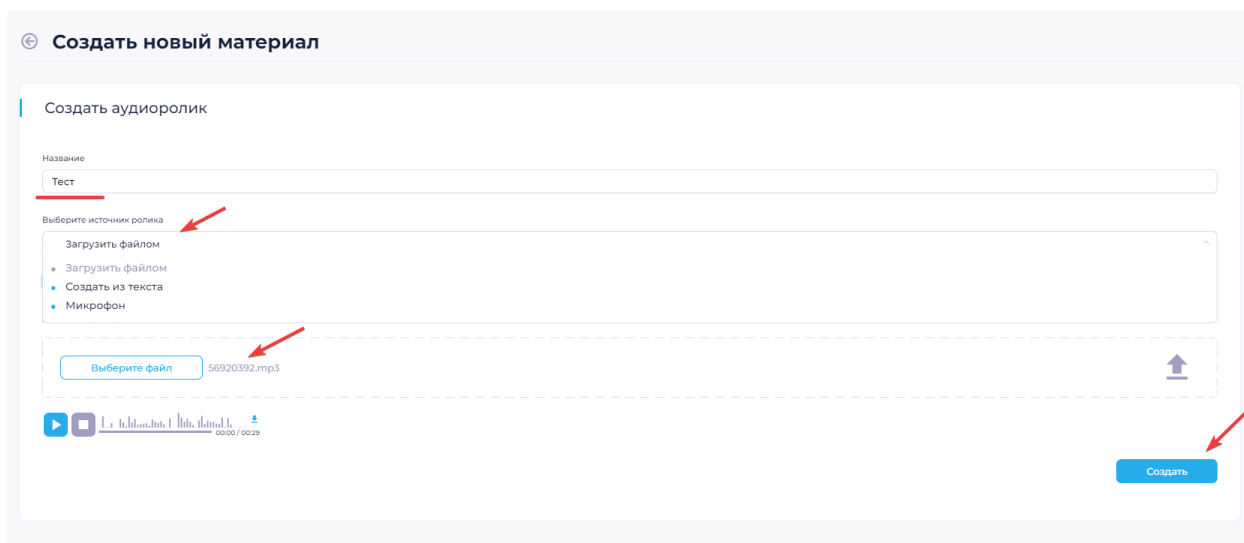 Создать новый материал
Создать аудиоролик
Название
Тест
Выберите источник ролика
Загрузить файлом
Загрузить файлом
Создать из текста
Микрофон
Выберите файл 56920392.mp3
00:00 / 00:29
Создать